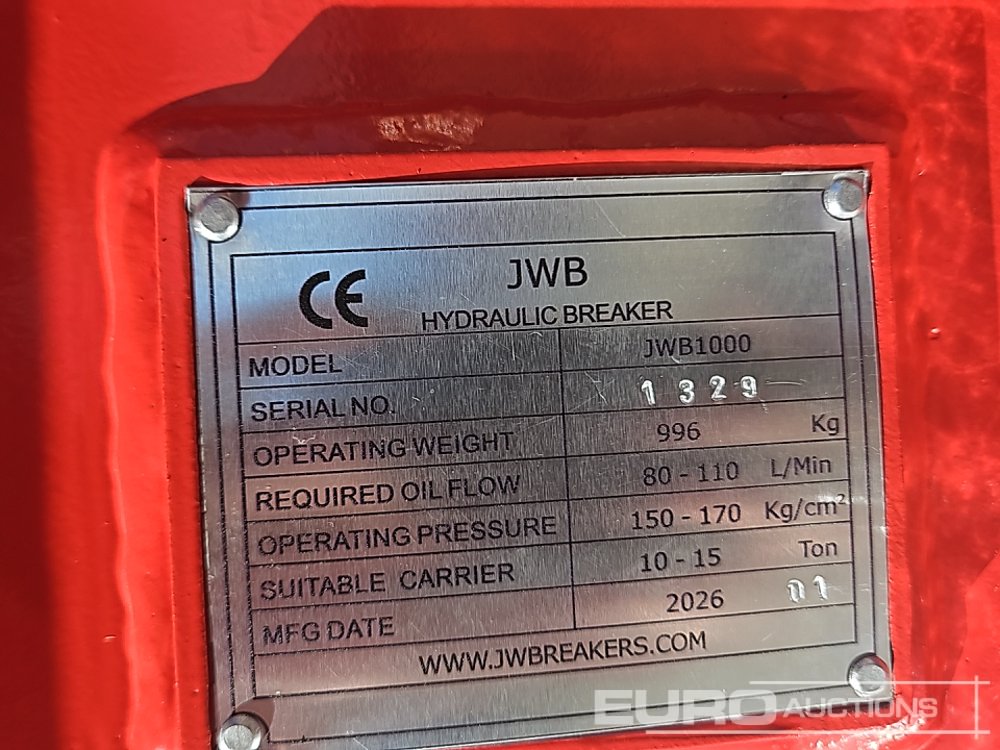 CE JWB
HYDRAULIC BREAKER
MODEL JWB1000
SERIAL NO. 1329
OPERATING WEIGHT 996 Kg
REQUIRED OIL FLOW 80 - 110 L/Min
OPERATING PRESSURE 150 - 170 Kg/cm²
SUITABLE CARRIER 10 - 15 Ton
MFG DATE 2026 01
WWW.JWBREAKERS.COM
EURO AUCTIONS